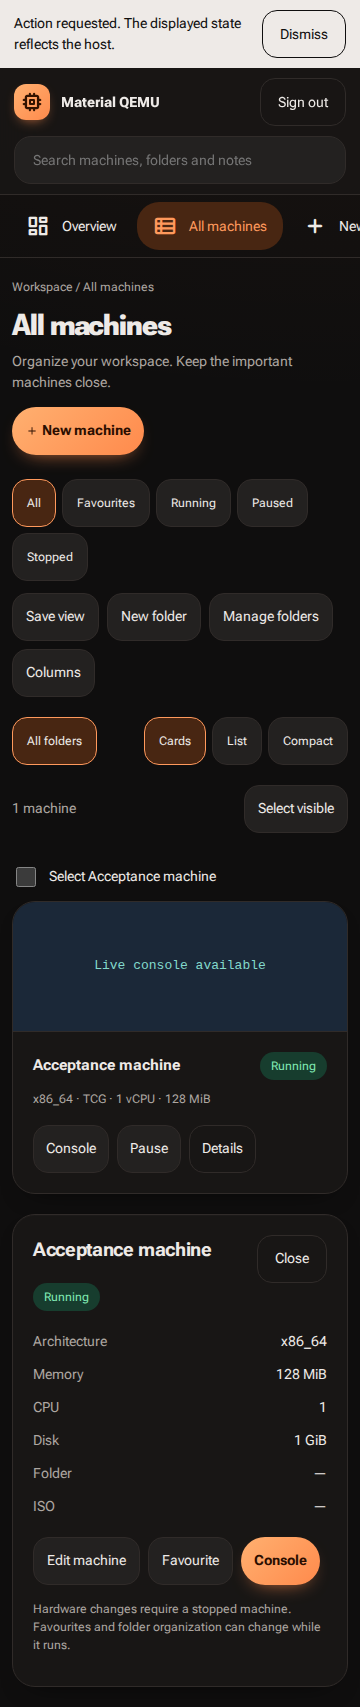 Action requested. The displayed state
reflects the host.
Dismiss
Material QEMU
Sign out
Search machines, folders and notes
Overview
All machines
+ New
Workspace / All machines
All machines
Organize your workspace. Keep the important
machines close.
+ New machine
All
Favourites
Running
Paused
Stopped
Save view
New folder
Manage folders
Columns
All folders
Cards
List
Compact
1 machine
Select visible
Select Acceptance machine
Live console available
Acceptance machine
Running
x86_64 · TCG · 1 vCPU · 128 MiB
Console
Pause
Details
Acceptance machine
Close
Running
Architecture x86_64
Memory 128 MiB
CPU 1
Disk 1 GiB
Folder —
ISO —
Edit machine
Favourite
Console
Hardware changes require a stopped machine.
Favourites and folder organization can change while
it runs.